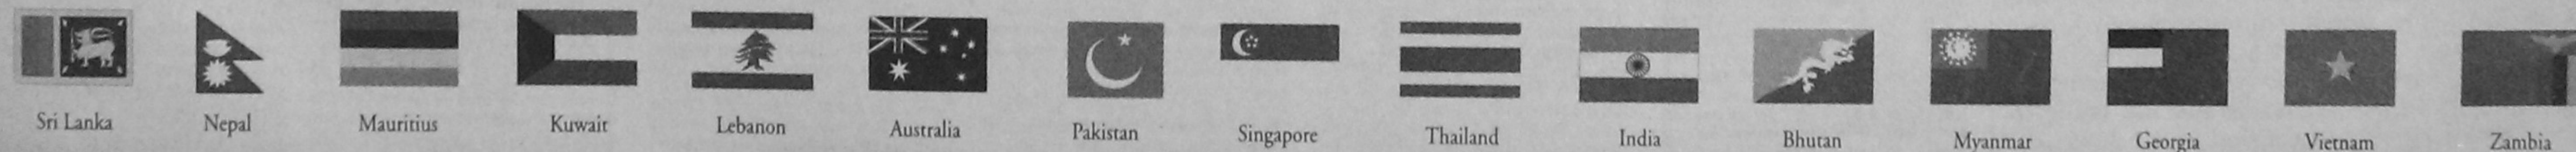 Sri Lanka Nepal Mauritius Kuwait Lebanon Australia Pakistan Singapore Thailand India Bhutan Myanmar Georgia Vietnam Zambia